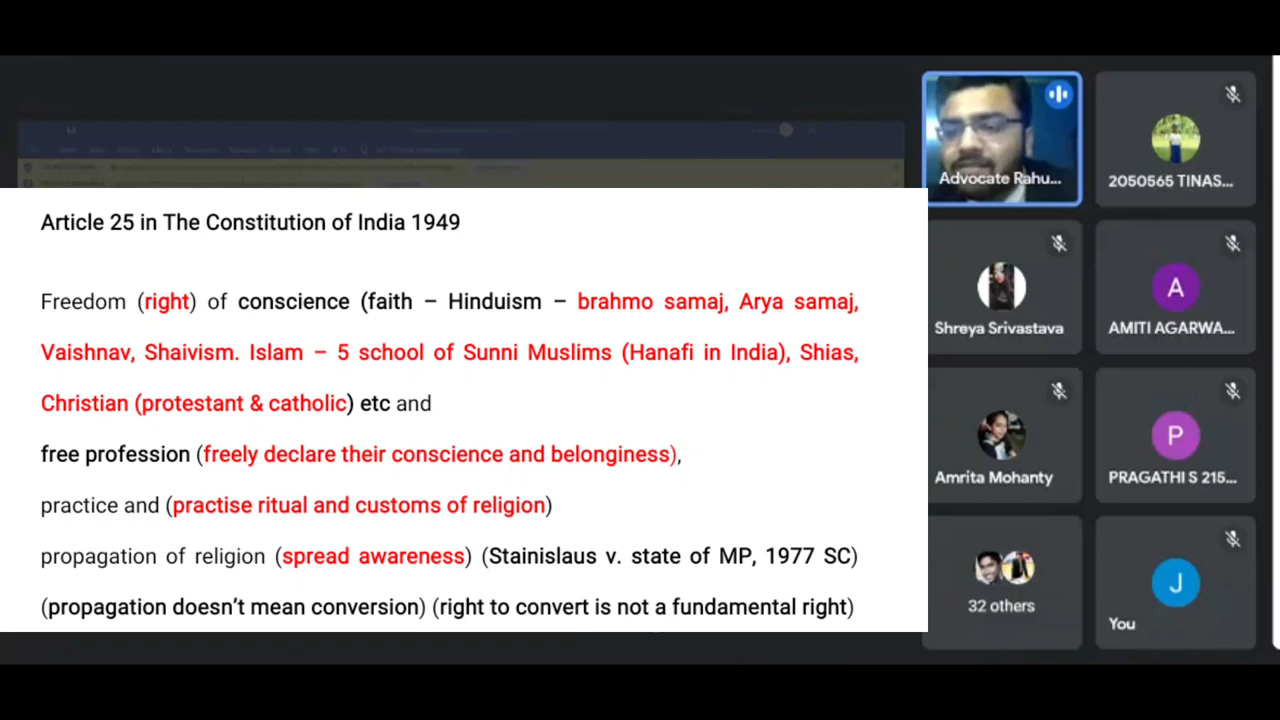 Article 25 in The Constitution of India 1949
Freedom (right) of conscience (faith – Hinduism – brahmo samaj, Arya samaj,
Vaishnav, Shaivism. Islam – 5 school of Sunni Muslims (Hanafi in India), Shias,
Christian (protestant & catholic) etc and
free profession (freely declare their conscience and belonginess),
practice and (practise ritual and customs of religion)
propagation of religion (spread awareness) (Stainislaus v. state of MP, 1977 SC)
(propagation doesn't mean conversion) (right to convert is not a fundamental right)
Advocate Rahu...
2050565 TINAS...
Shreya Srivastava
A
AMITI AGARWA...
Amrita Mohanty
P
PRAGATHI S 215...
32 others
J
You